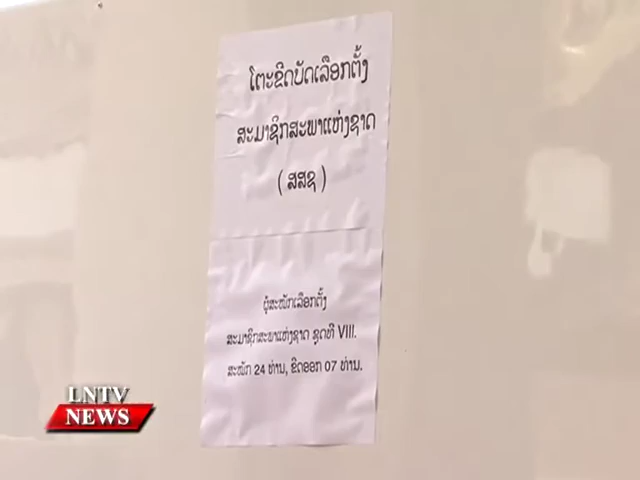 ໂຕະຂີດບັດເລືອກຕັ້ງ
ສະມາຊິກສະພາແຫ່ງຊາດ
( ສສຊ )
ຜູ້ສະໝັກເລືອກຕັ້ງ
ສະມາຊິກສະພາແຫ່ງຊາດ ຊຸດທີ VIII.
ສະໝັກ 24 ທ່ານ, ຂີດອອກ 07 ທ່ານ.
LNTV
NEWS